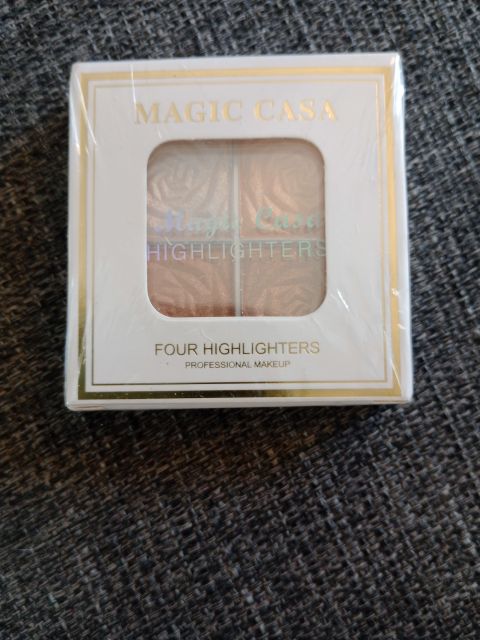 MAGIC CASA
Magic Casa
HIGHLIGHTERS
FOUR HIGHLIGHTERS
PROFESSIONAL MAKEUP